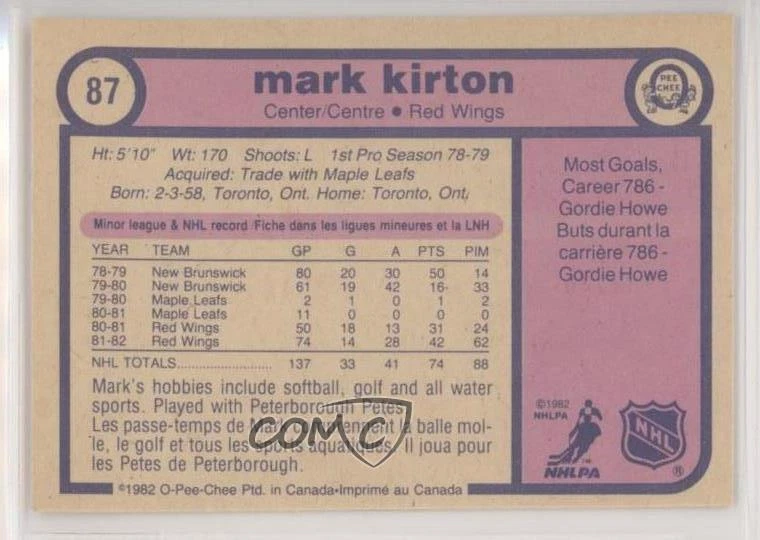 87
mark kirton
Center/Centre ● Red Wings
PEE
CHEE
Ht: 5'10" Wt: 170 Shoots: L 1st Pro Season 78-79
Acquired: Trade with Maple Leafs
Born: 2-3-58, Toronto, Ont. Home: Toronto, Ont.
Minor league & NHL record/Fiche dans les ligues mineures et la LNH
YEAR TEAM GP G A PTS PIM
78-79 New Brunswick 80 20 30 50 14
79-80 New Brunswick 61 19 42 16- 33
79-80 Maple Leafs 2 1 0 1 2
80-81 Maple Leafs 11 0 0 0 0
80-81 Red Wings 50 18 13 31 24
81-82 Red Wings 74 14 28 42 62
NHL TOTALS 137 33 41 74 88
Mark's hobbies include softball, golf and all water
sports. Played with Peterborough Petes.
Les passe-temps de Mark comprennent la balle mol-
le, le golf et tous les sports aquatiques. Il joua pour
les Petes de Peterborough.
COMC
Most Goals,
Career 786 -
Gordie Howe
Buts durant la
carrière 786 -
Gordie Howe
©1982
NHLPA
NHLPA
TM
NHL
®
©1982 O-Pee-Chee Ptd. in Canada•Imprimé au Canada